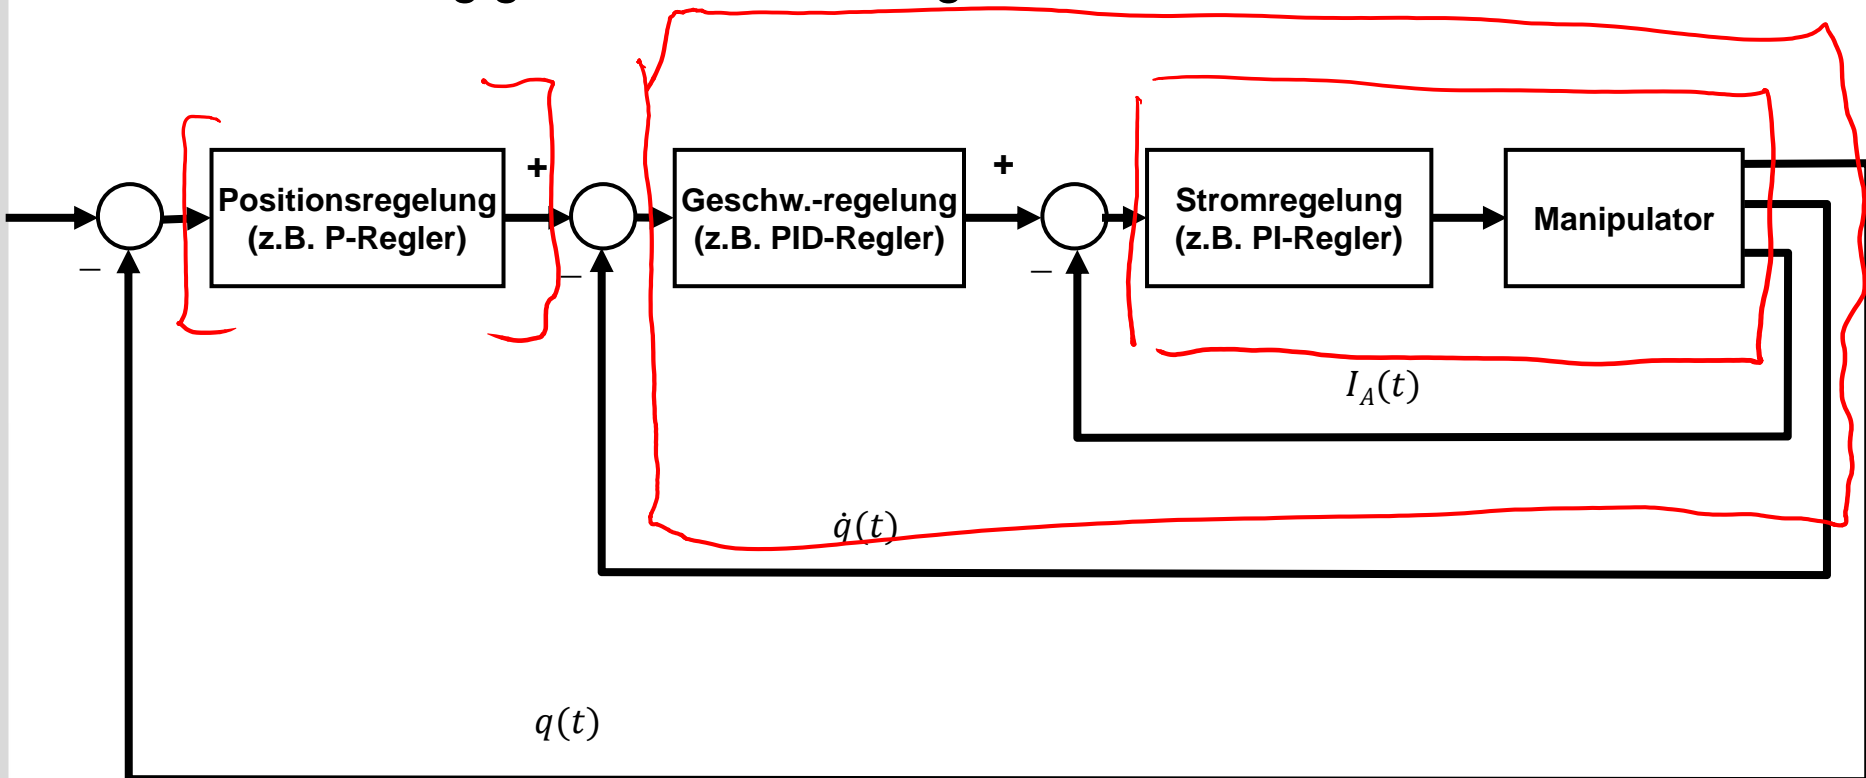 +
+
Positionsregelung
(z.B. P-Regler)
Geschw.-regelung
(z.B. PID-Regler)
Stromregelung
(z.B. PI-Regler)
Manipulator
−
−
−
I_A(t)
q̇(t)
q(t)